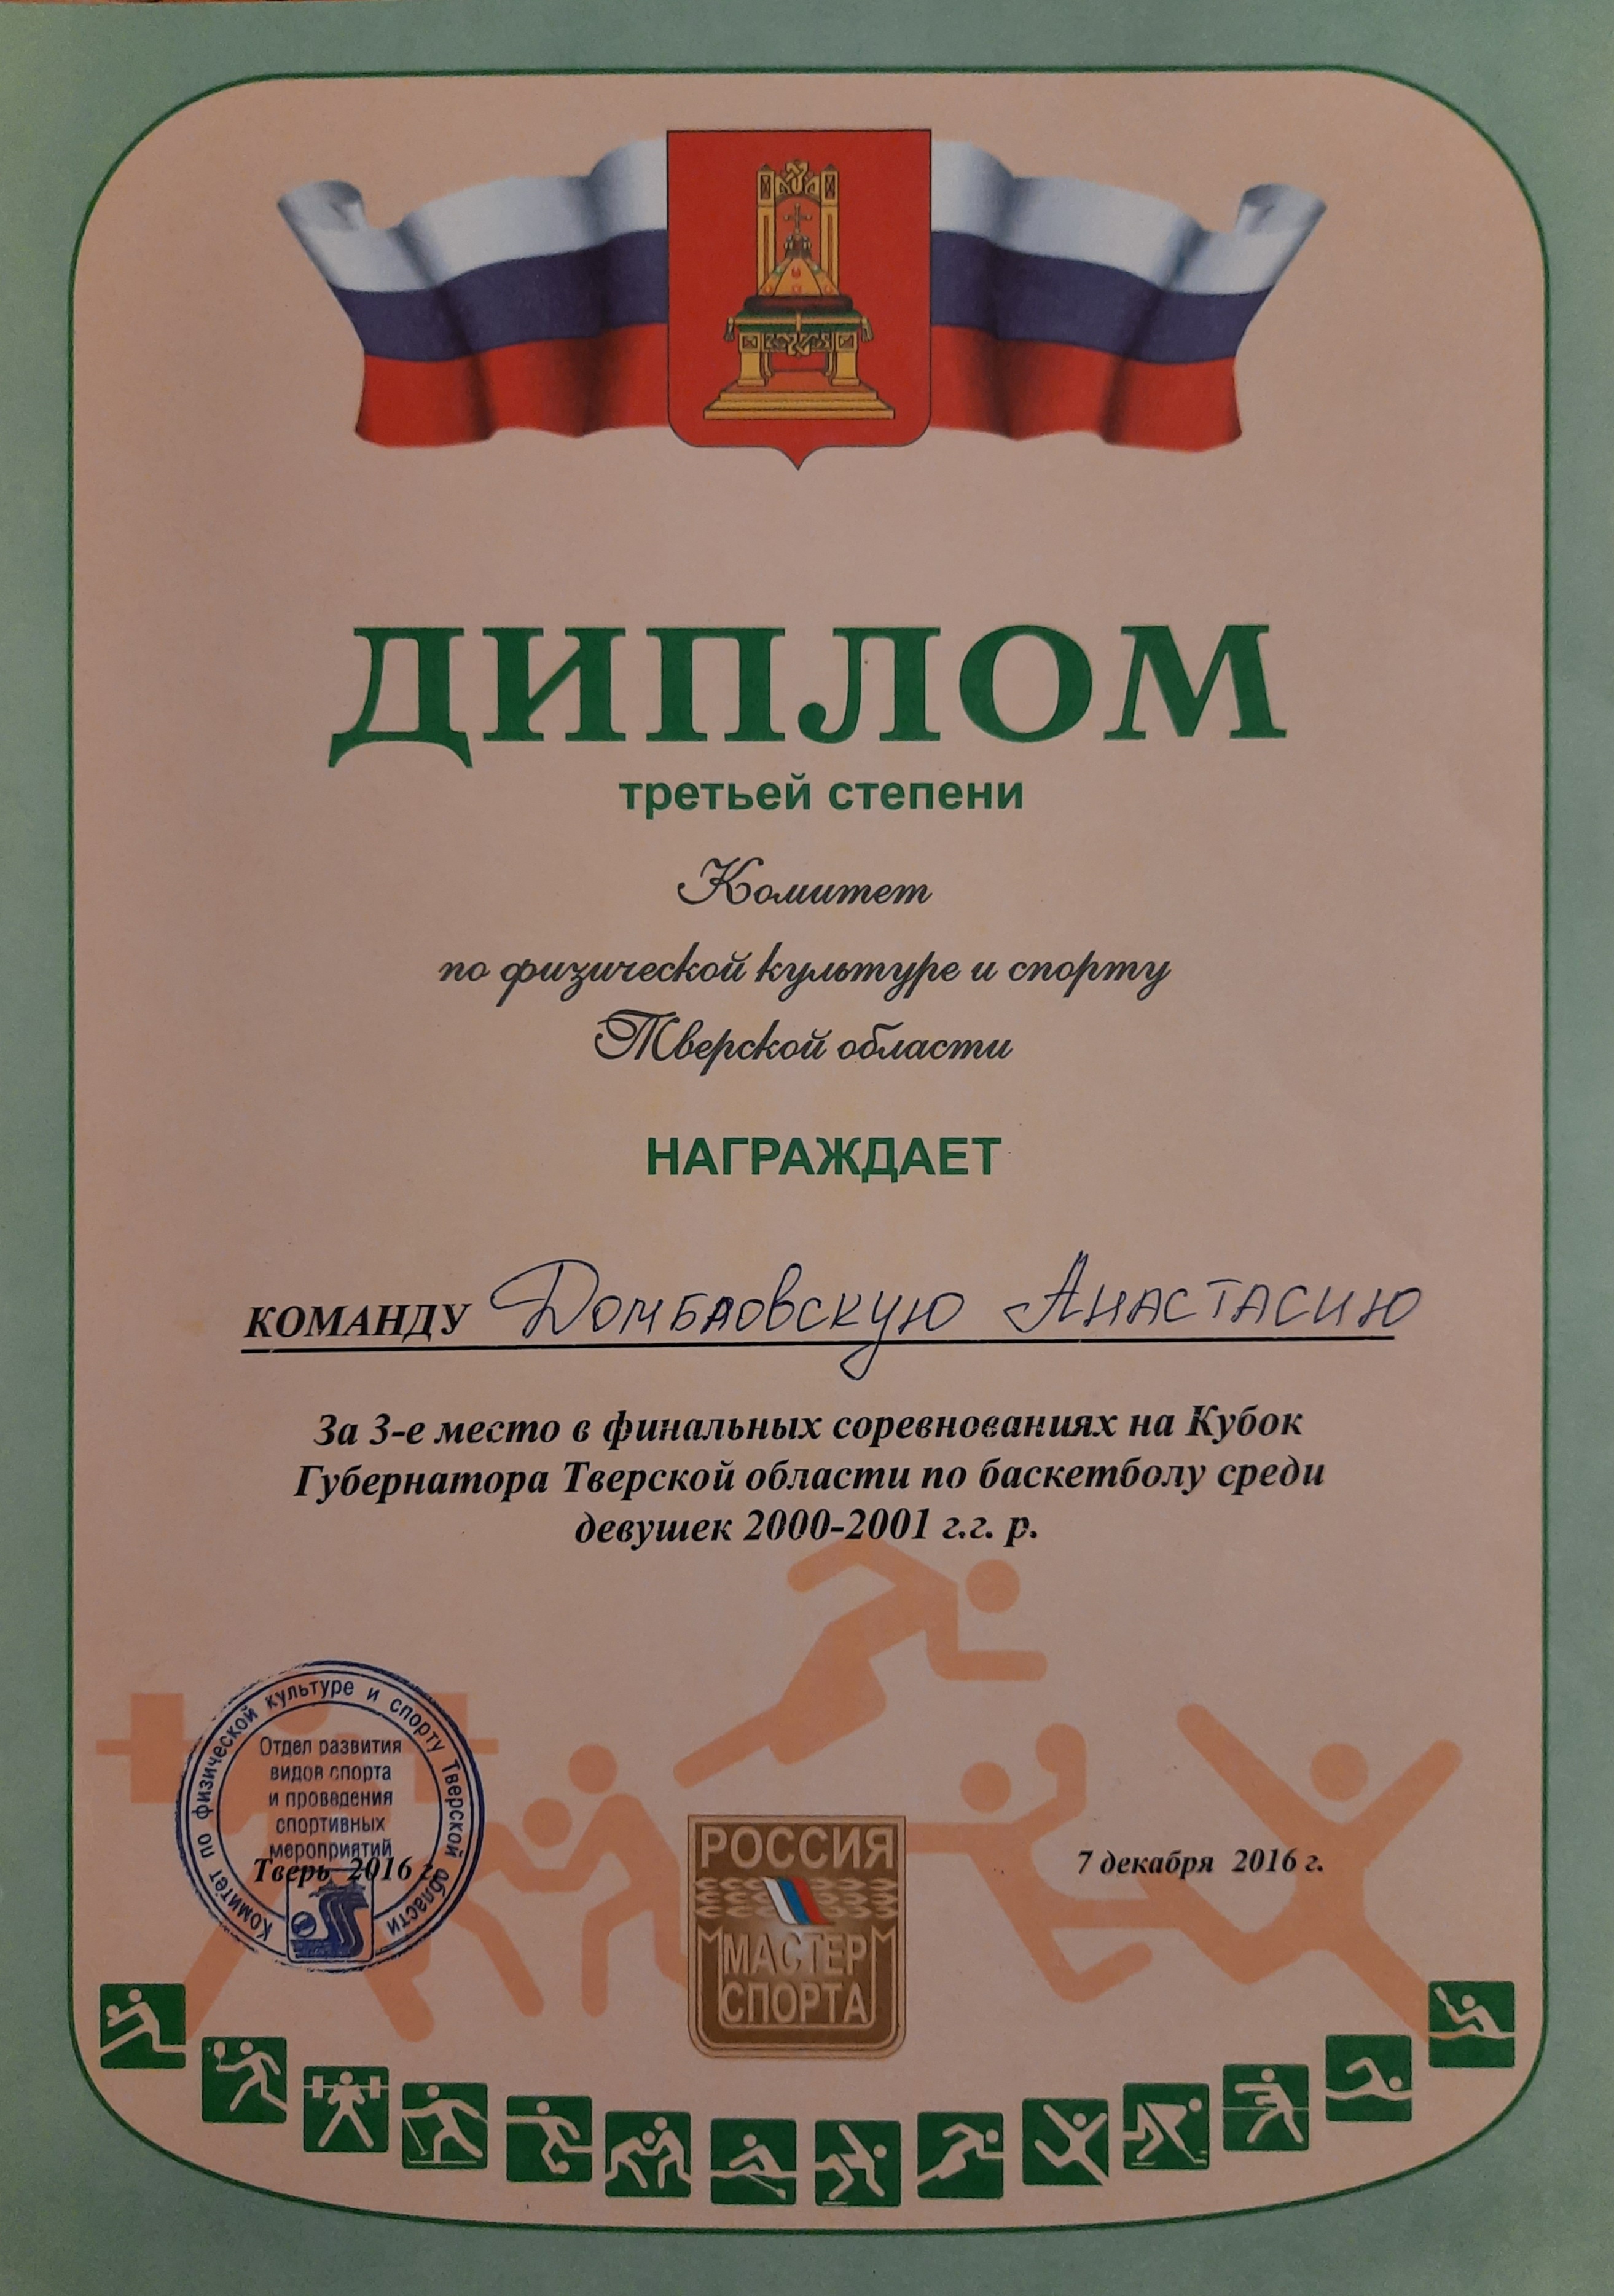 ДИПЛОМ
третьей степени
Комитет
по физической культуре и спорту
Тверской области
НАГРАЖДАЕТ
КОМАНДУ Домбровскую Анастасию
За 3-е место в финальных соревнованиях на Кубок
Губернатора Тверской области по баскетболу среди
девушек 2000-2001 г.г. р.
Комитет по физической культуре и спорту Тверской области
Отдел развития
видов спорта
и проведения
спортивных
мероприятий
Тверь 2016 г.
РОССИЯ
МАСТЕР
СПОРТА
7 декабря 2016 г.